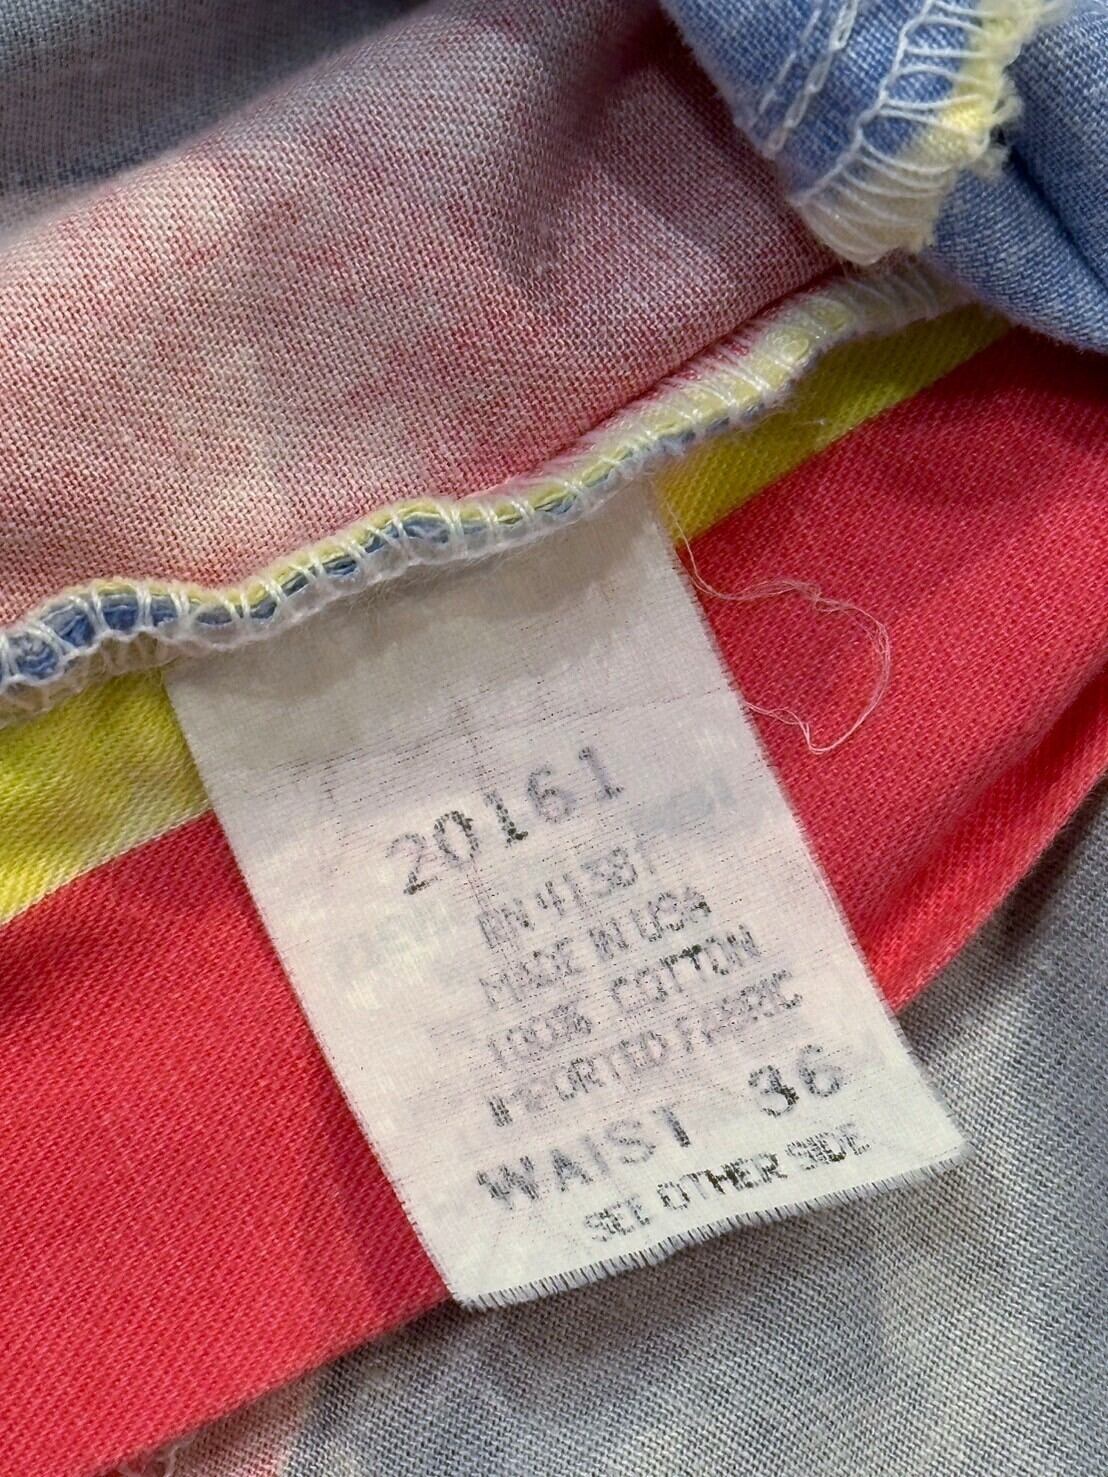 20161
RN 41381
MADE IN USA
100% COTTON
IMPORTED FABRIC
WAIST 36
SEE OTHER SIDE